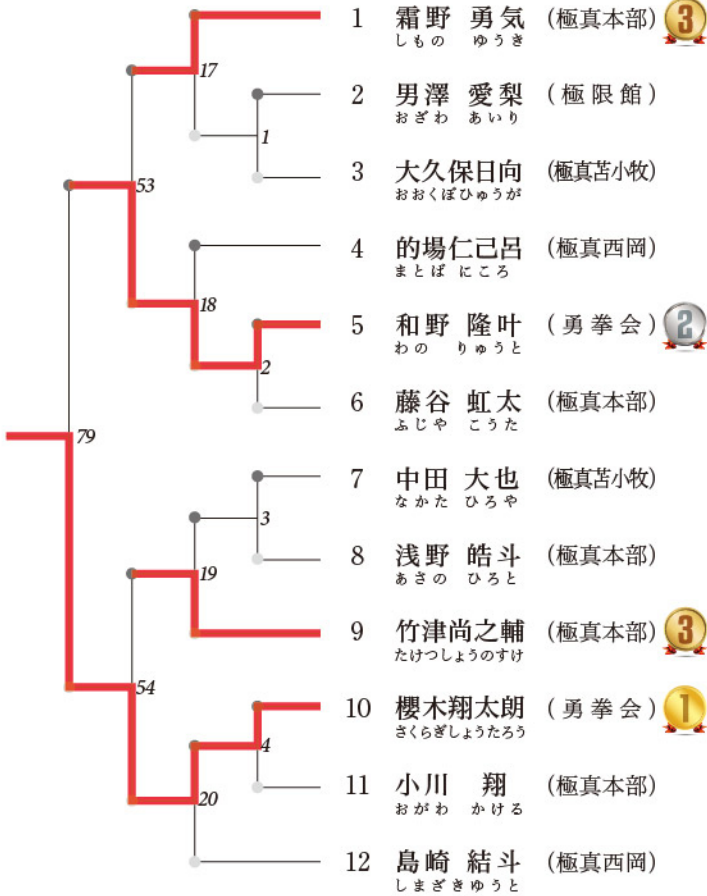 1 霜野 勇気 (極真本部) 3
しもの ゆうき
17
2 男澤 愛梨 (極限館)
おざわ あいり
1
3 大久保日向 (極真苫小牧)
おおくぼひゅうが
53
4 的場仁己呂 (極真西岡)
まとば にころ
18
5 和野 隆叶 (勇拳会) 2
わの りゅうと
2
6 藤谷 虹太 (極真本部)
ふじや こうた
79
7 中田 大也 (極真苫小牧)
なかた ひろや
3
8 浅野 皓斗 (極真本部)
あさの ひろと
19
9 竹津尚之輔 (極真本部) 3
たけつしょうのすけ
54
10 櫻木翔太朗 (勇拳会) 1
さくらぎしょうたろう
4
11 小川 翔 (極真本部)
おがわ かける
20
12 島崎 結斗 (極真西岡)
しまざきゆうと